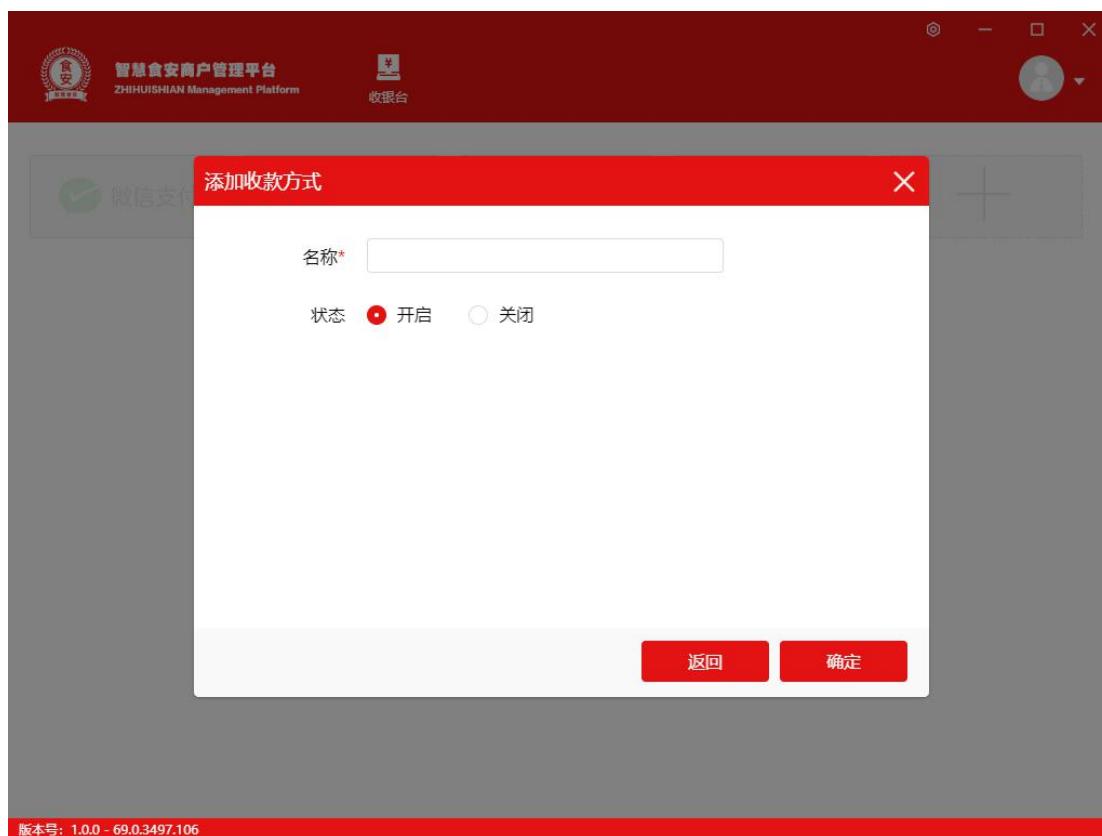 食安
智慧食安商户管理平台
ZHIHUISHIAN Management Platform
收银台
微信支付
添加收款方式
名称*
状态 开启 关闭
返回 确定
版本号：1.0.0 - 69.0.3497.106